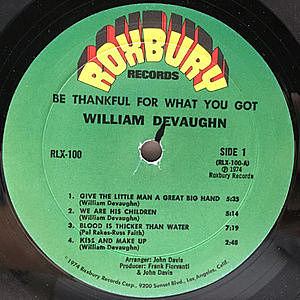 ROXBURY
RECORDS
BE THANKFUL FOR WHAT YOU GOT
WILLIAM DEVAUGHN
RLX-100
SIDE 1
(RLX-100-A)
℗ 1974
Roxbury Records
1. GIVE THE LITTLE MAN A GREAT BIG HAND 5:35
(William Devaughn)
2. WE ARE HIS CHILDREN 5:14
(William Devaughn)
3. BLOOD IS THICKER THAN WATER 7:19
(Pal Rakes-Russ Faith)
4. KISS AND MAKE UP 2:48
(William Devaughn)
Arranger: John Davis
Producer: Frank Fioravanti
& John Davis
©1974 Roxbury Records Corp., 9200 Sunset Blvd., Los Angeles, Calif.